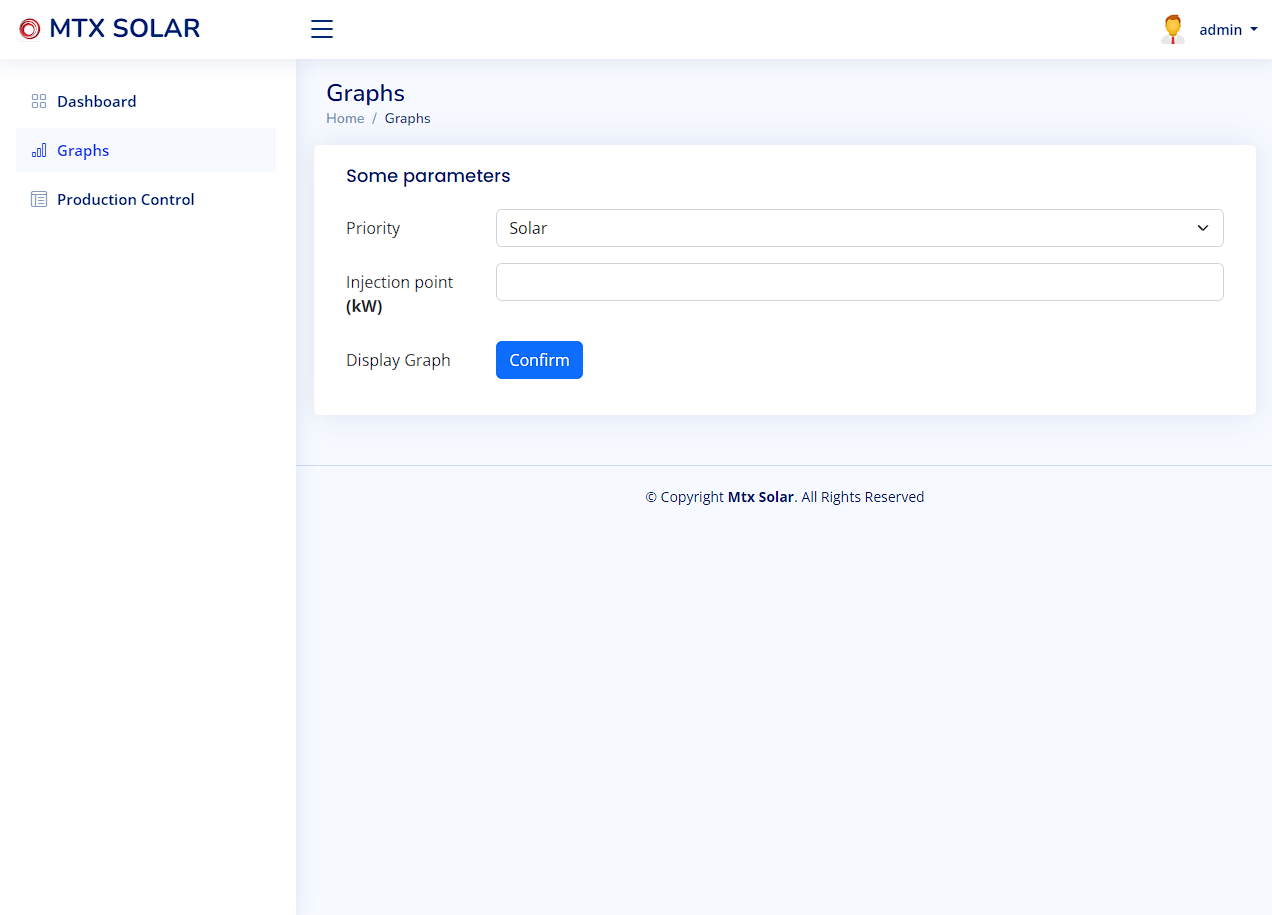 MTX SOLAR
admin
Dashboard
Graphs
Production Control
Graphs
Home / Graphs
Some parameters
Priority
Solar
Injection point
(kW)
Display Graph
Confirm
© Copyright Mtx Solar. All Rights Reserved